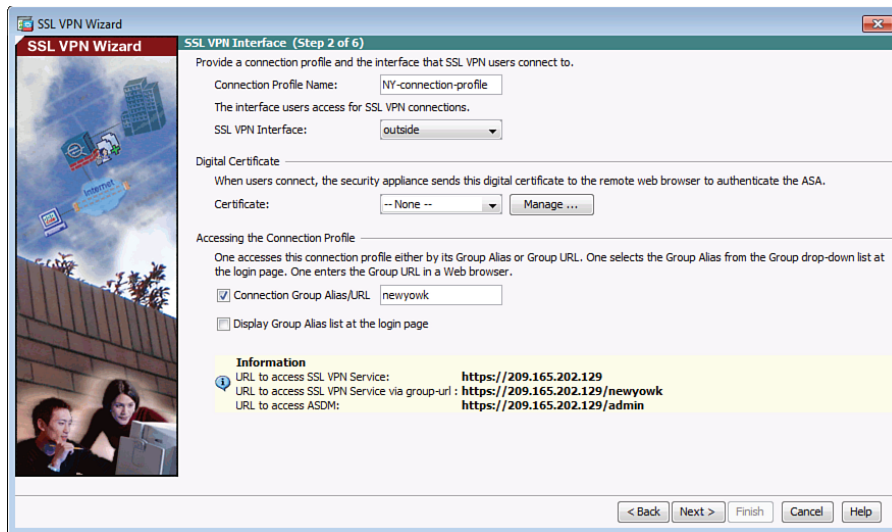 SSL VPN Wizard
SSL VPN Wizard
SSL VPN Interface (Step 2 of 6)
Provide a connection profile and the interface that SSL VPN users connect to.
Connection Profile Name: NY-connection-profile
The interface users access for SSL VPN connections.
SSL VPN Interface: outside
Digital Certificate
When users connect, the security appliance sends this digital certificate to the remote web browser to authenticate the ASA.
Certificate: -- None -- Manage ...
Accessing the Connection Profile
One accesses this connection profile either by its Group Alias or Group URL. One selects the Group Alias from the Group drop-down list at
the login page. One enters the Group URL in a Web browser.
Connection Group Alias/URL newyowk
Display Group Alias list at the login page
Information
URL to access SSL VPN Service: https://209.165.202.129
URL to access SSL VPN Service via group-url : https://209.165.202.129/newyowk
URL to access ASDM: https://209.165.202.129/admin
Internet
< Back Next > Finish Cancel Help